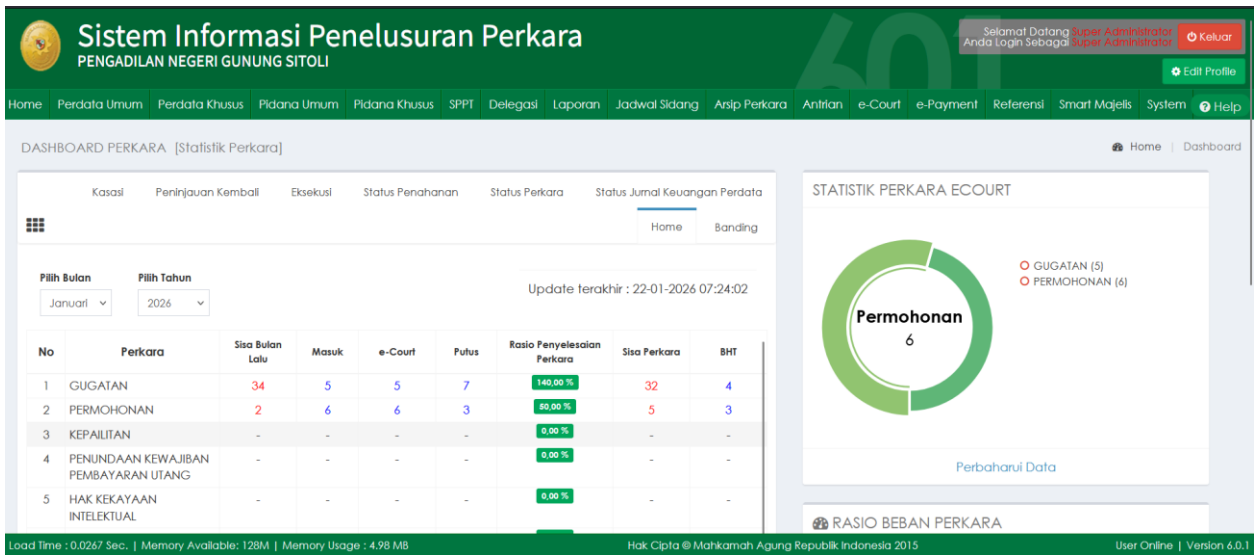 Sistem Informasi Penelusuran Perkara
PENGADILAN NEGERI GUNUNG SITOLI
601
Selamat Datang Super Administrator
Anda Login Sebagai Super Administrator
Keluar
Edit Profile
Home Perdata Umum Perdata Khusus Pidana Umum Pidana Khusus SPPT Delegasi Laporan Jadwal Sidang Arsip Perkara Antrian e-Court e-Payment Referensi Smart Majelis System Help
DASHBOARD PERKARA [Statistik Perkara]
Home | Dashboard
Kasasi Peninjauan Kembali Eksekusi Status Penahanan Status Perkara Status Jurnal Keuangan Perdata
Home Banding
Pilih Bulan Pilih Tahun
Januari 2026
Update terakhir : 22-01-2026 07:24:02
No Perkara Sisa Bulan Lalu Masuk e-Court Putus Rasio Penyelesaian Perkara Sisa Perkara BHT
1 GUGATAN 34 5 5 7 140,00 % 32 4
2 PERMOHONAN 2 6 6 3 50,00 % 5 3
3 KEPAILITAN - - - - 0,00 % - -
4 PENUNDAAN KEWAJIBAN PEMBAYARAN UTANG - - - - 0,00 % - -
5 HAK KEKAYAAN INTELEKTUAL - - - - 0,00 % - -
STATISTIK PERKARA ECOURT
Permohonan
6
GUGATAN (5)
PERMOHONAN (6)
Perbaharui Data
RASIO BEBAN PERKARA
Load Time : 0.0267 Sec. | Memory Available: 128M | Memory Usage : 4.98 MB
Hak Cipta @ Mahkamah Agung Republik Indonesia 2015
User Online | Version 6.0.1